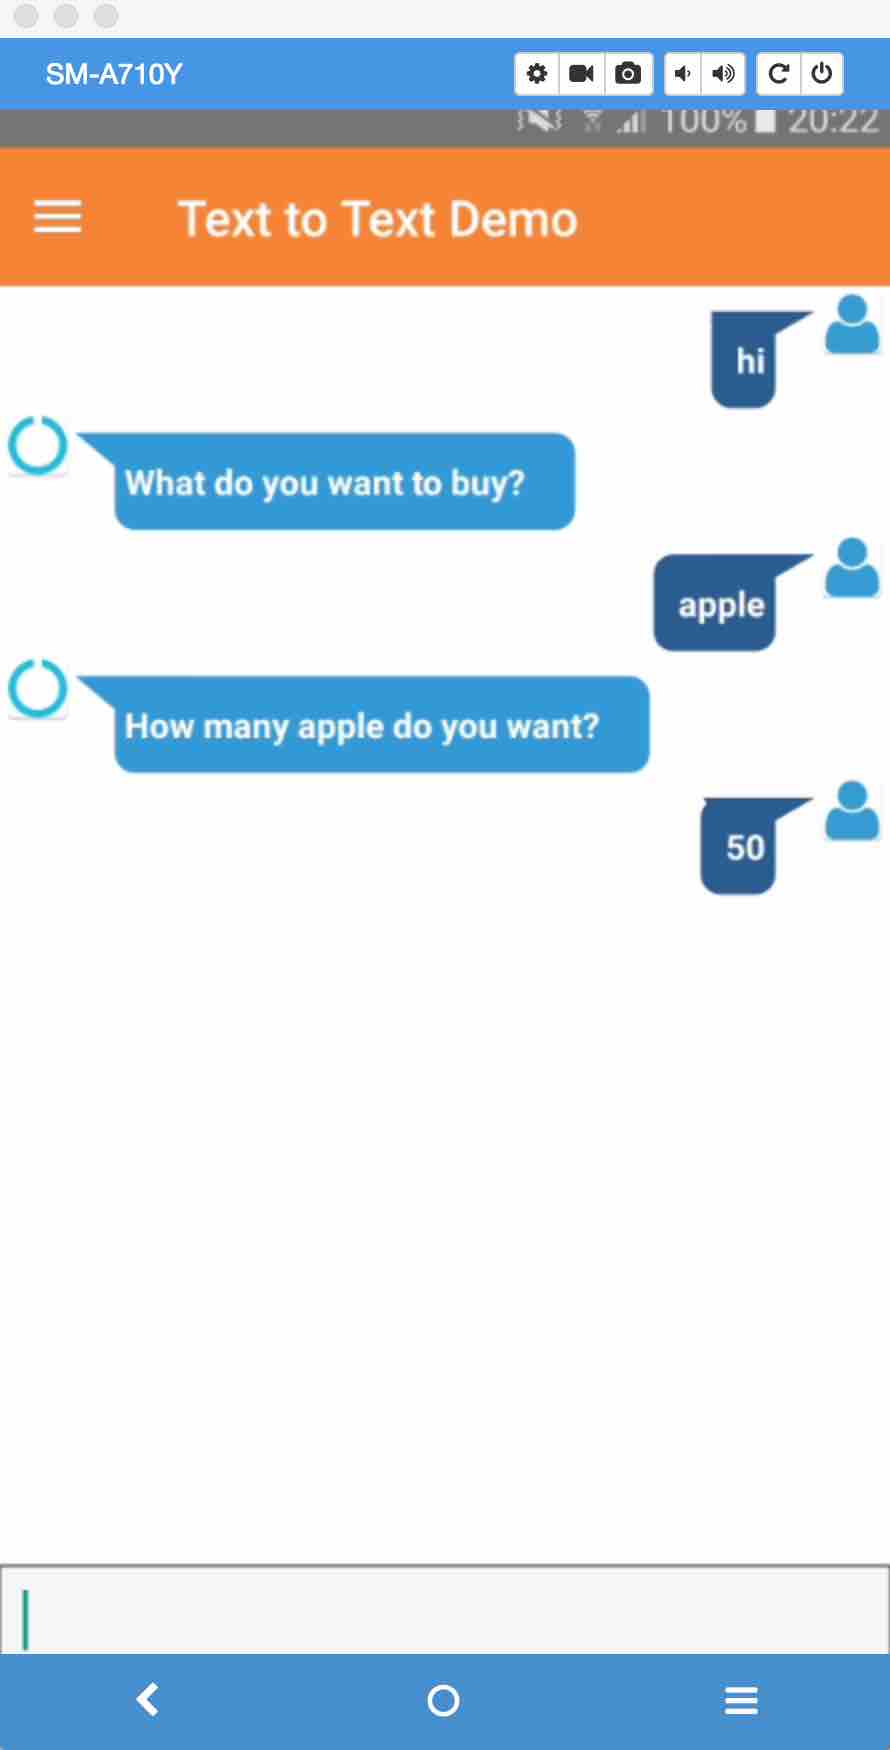 SM-A710Y
100% 20:22
Text to Text Demo
hi
What do you want to buy?
apple
How many apple do you want?
50